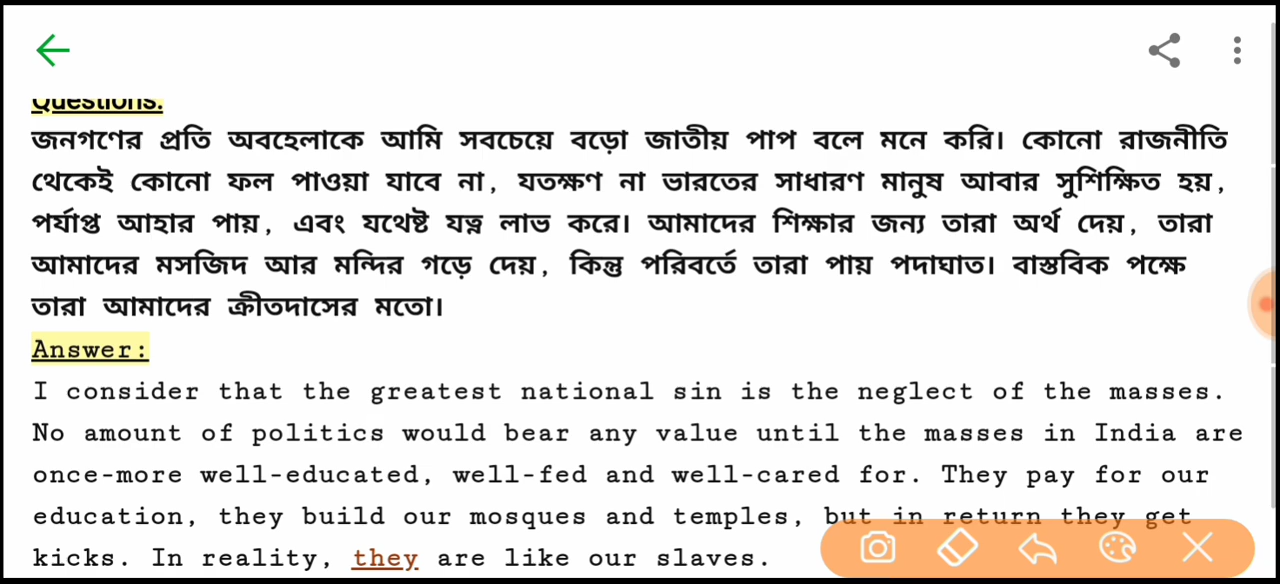 Questions:
জনগণের প্রতি অবহেলাকে আমি সবচেয়ে বড়ো জাতীয় পাপ বলে মনে করি। কোনো রাজনীতি
থেকেই কোনো ফল পাওয়া যাবে না, যতক্ষণ না ভারতের সাধারণ মানুষ আবার সুশিক্ষিত হয়,
পর্যাপ্ত আহার পায়, এবং যথেষ্ট যত্ন লাভ করে। আমাদের শিক্ষার জন্য তারা অর্থ দেয়, তারা
আমাদের মসজিদ আর মন্দির গড়ে দেয়, কিন্তু পরিবর্তে তারা পায় পদাঘাত। বাস্তবিক পক্ষে
তারা আমাদের ক্রীতদাসের মতো।
Answer:
I consider that the greatest national sin is the neglect of the masses.
No amount of politics would bear any value until the masses in India are
once-more well-educated, well-fed and well-cared for. They pay for our
education, they build our mosques and temples, but in return they get
kicks. In reality, they are like our slaves.